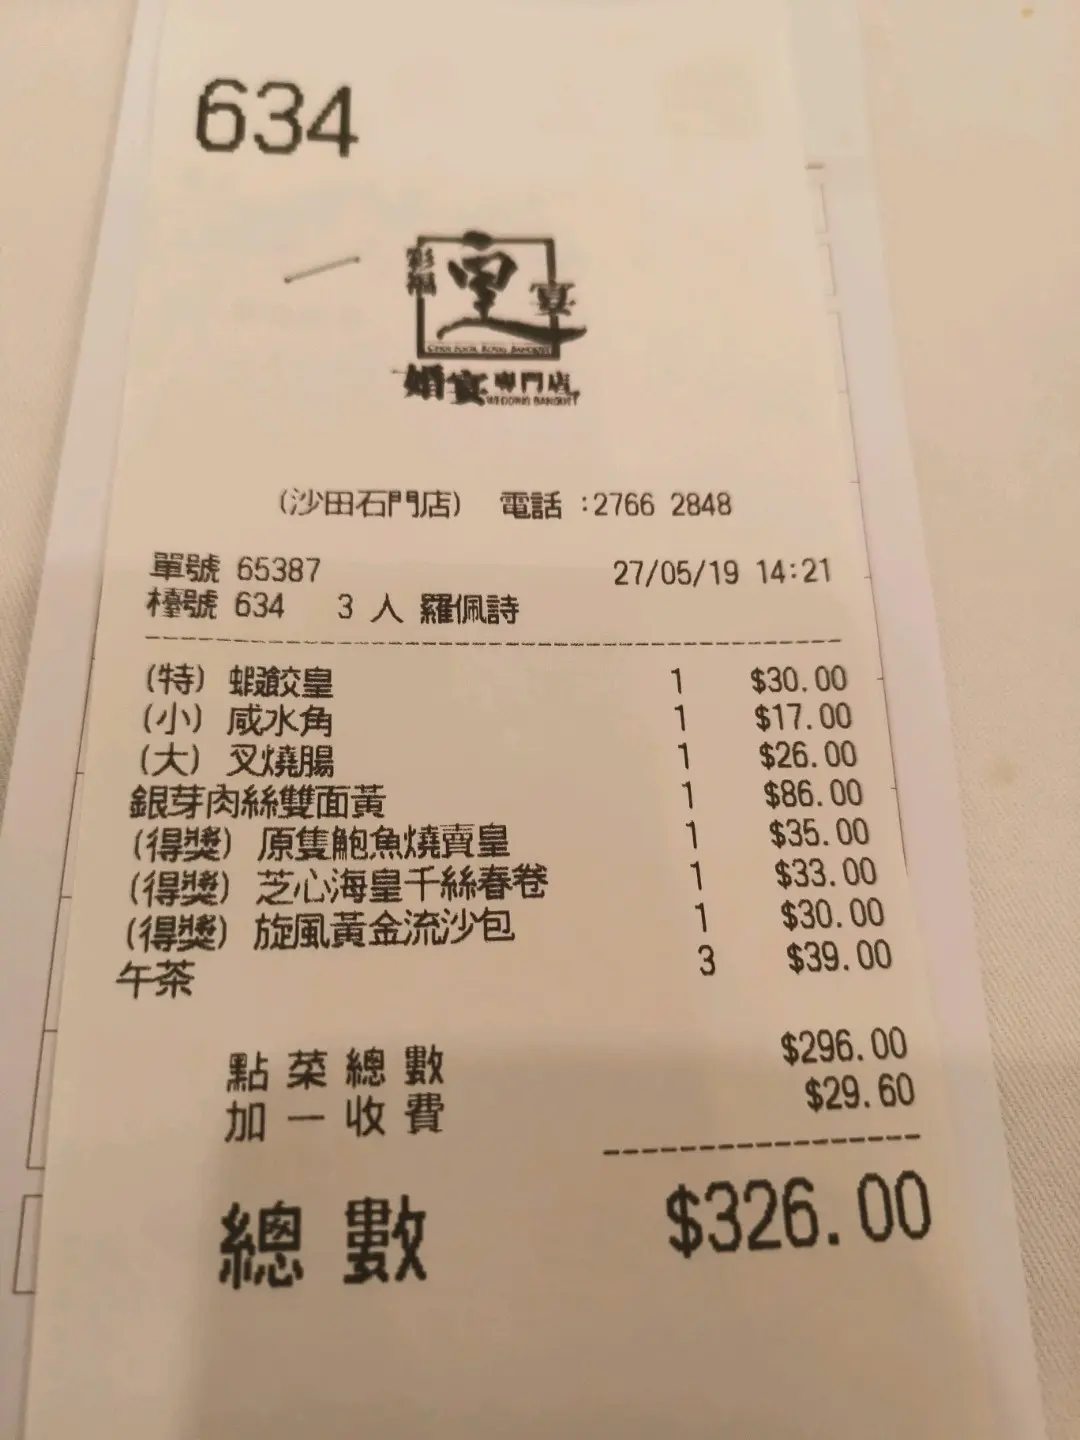 634
彩福
皇
宴
CHOI FOOK ROYAL BANQUET
婚宴專門店
WEDDING BANQUET
(沙田石門店) 電話 :2766 2848
單號 65387 27/05/19 14:21
檯號 634 3 人 羅佩詩
(特) 蝦餃皇 1 $30.00
(小) 咸水角 1 $17.00
(大) 叉燒腸 1 $26.00
銀芽肉絲雙面黃 1 $86.00
(得獎) 原隻鮑魚燒賣皇 1 $35.00
(得獎) 芝心海皇千絲春卷 1 $33.00
(得獎) 旋風黃金流沙包 1 $30.00
午茶 3 $39.00
點菜總數 $296.00
加一收費 $29.60
總數 $326.00